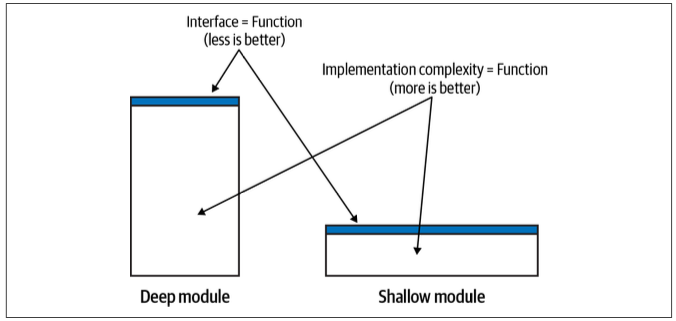 Interface = Function
(less is better)
Implementation complexity = Function
(more is better)
Deep module
Shallow module